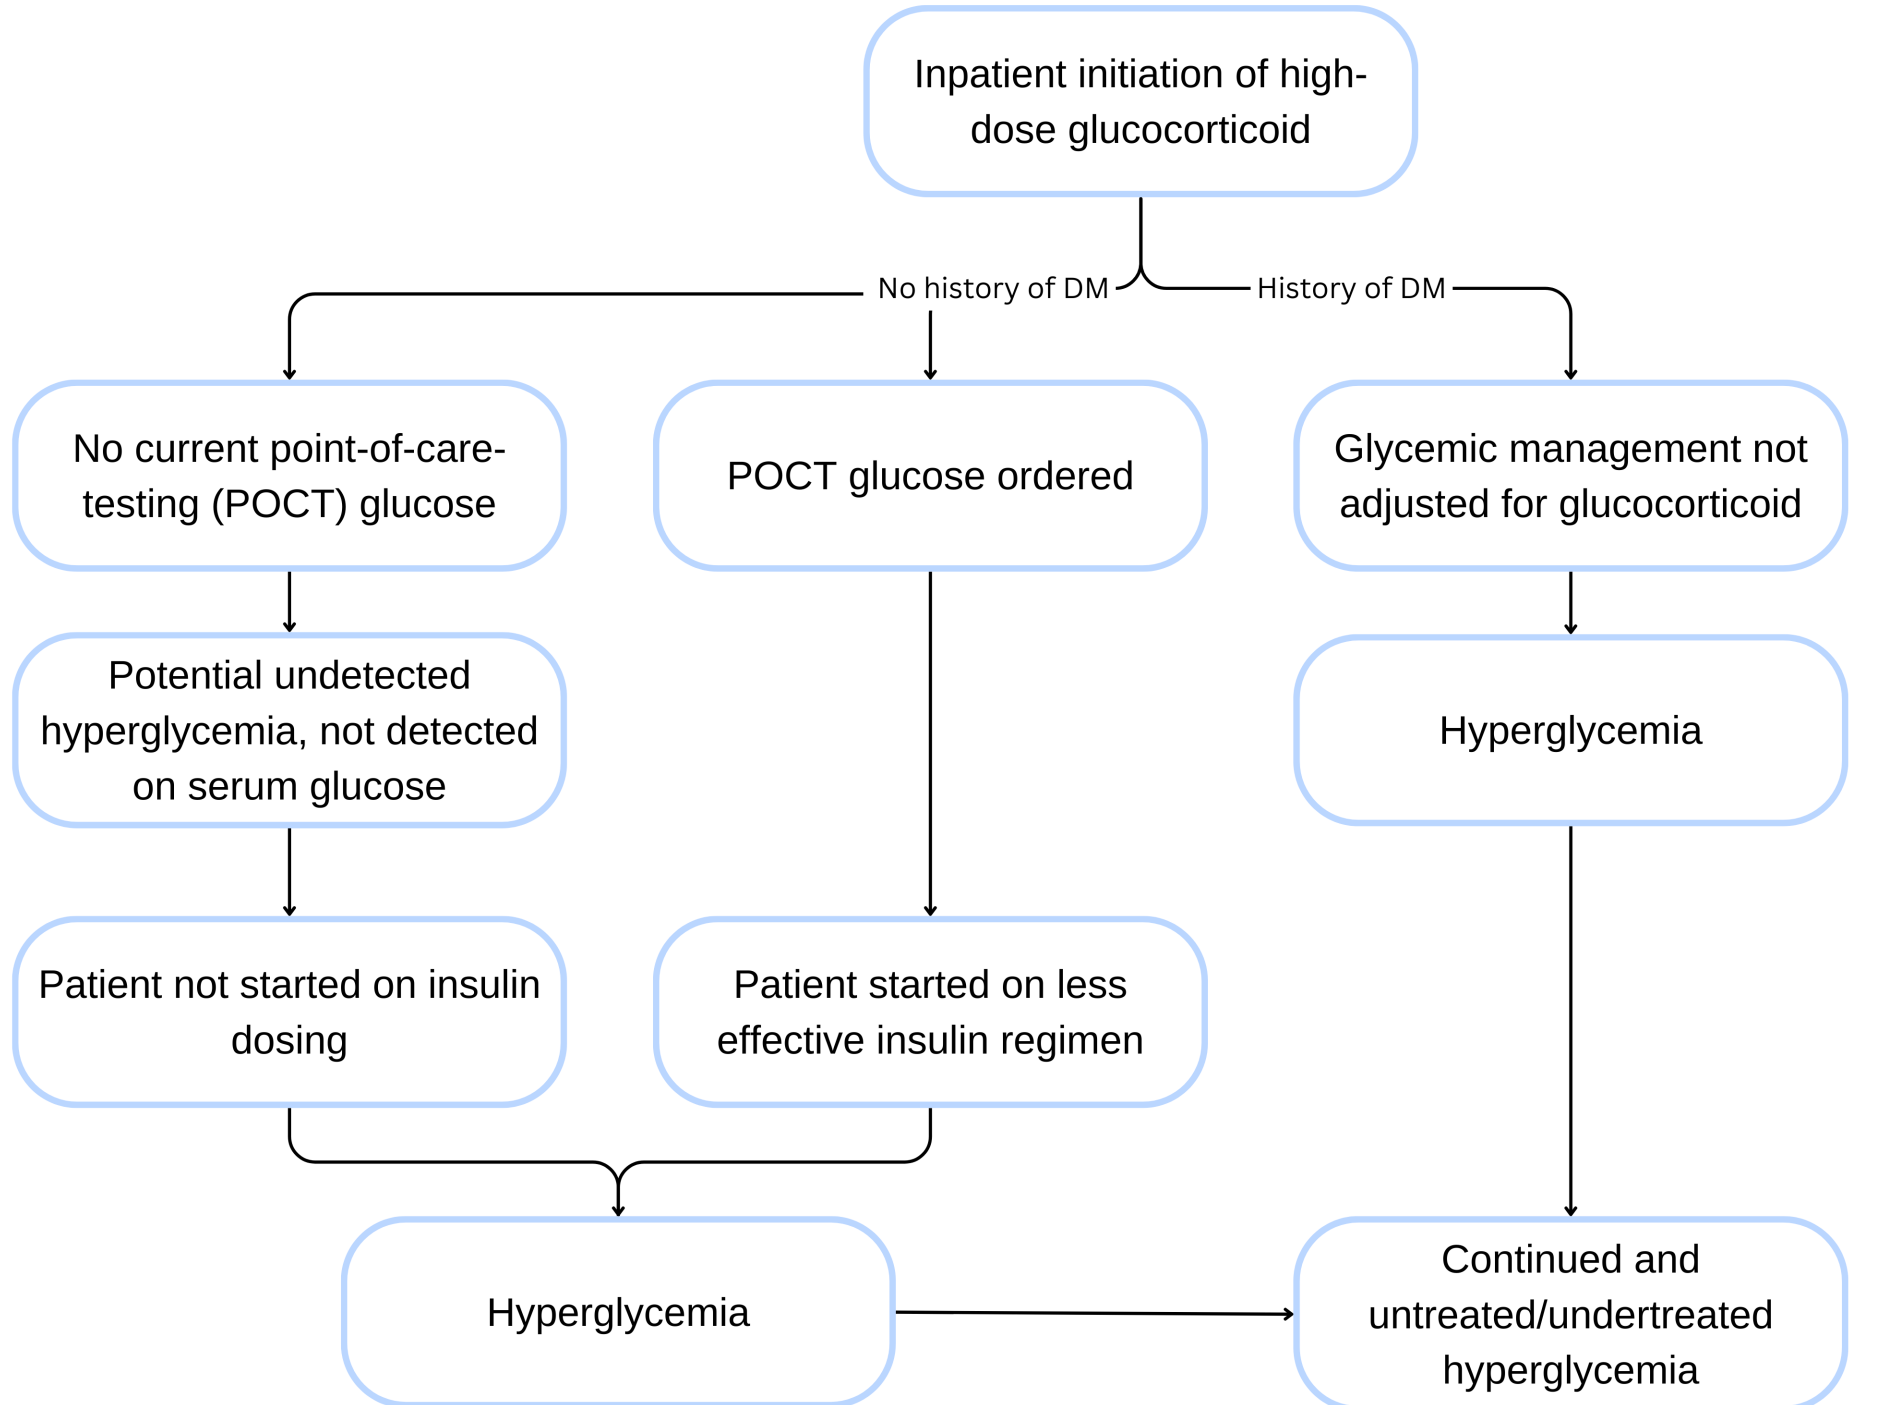 Inpatient initiation of high-
dose glucocorticoid
No history of DM
History of DM
No current point-of-care-
testing (POCT) glucose
POCT glucose ordered
Glycemic management not
adjusted for glucocorticoid
Potential undetected
hyperglycemia, not detected
on serum glucose
Hyperglycemia
Patient not started on insulin
dosing
Patient started on less
effective insulin regimen
Hyperglycemia
Continued and
untreated/undertreated
hyperglycemia